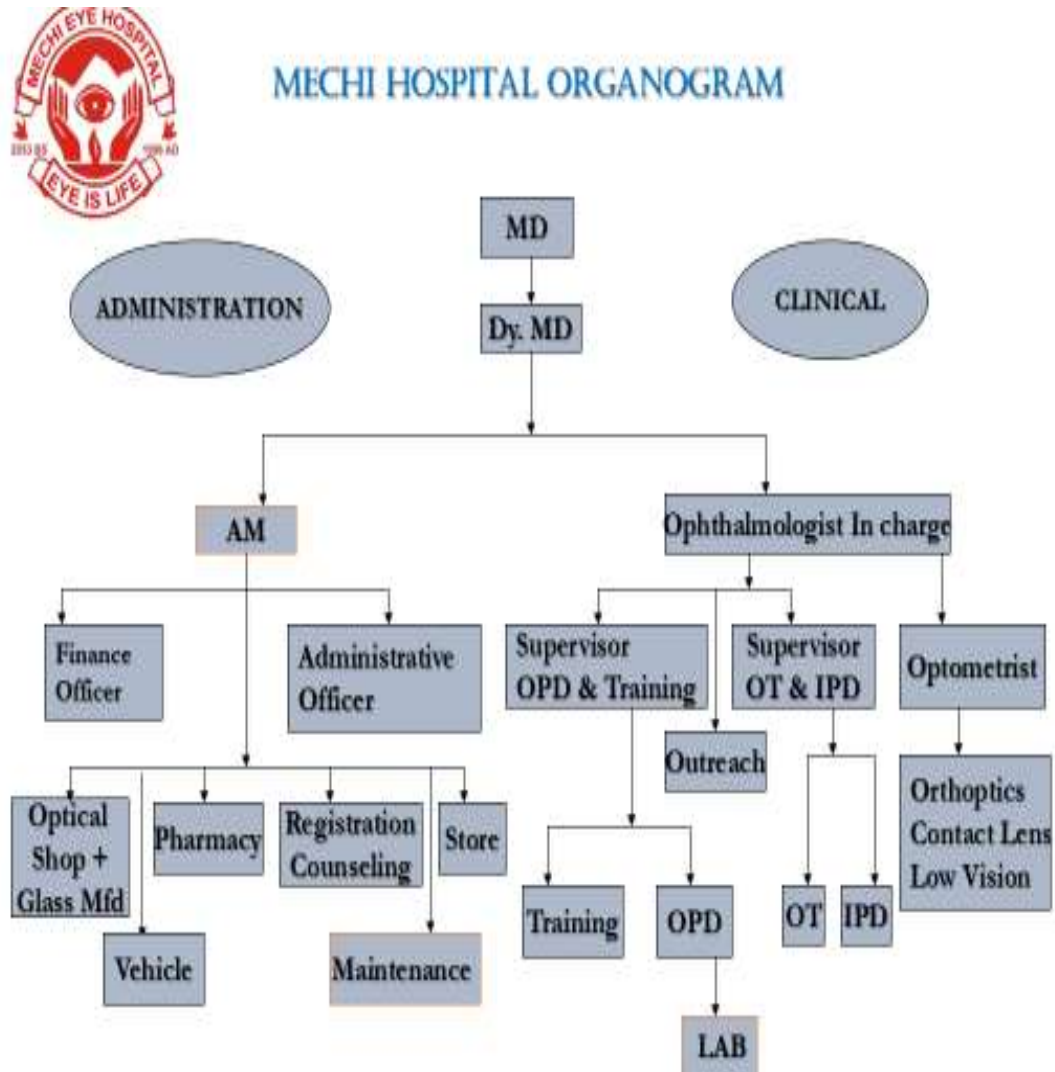 MECHI EYE HOSPITAL
EYE IS LIFE
MECHI HOSPITAL ORGANOGRAM
MD
ADMINISTRATION
CLINICAL
Dy. MD
AM
Ophthalmologist In charge
Finance
Officer
Administrative
Officer
Supervisor
OPD & Training
Supervisor
OT & IPD
Optometrist
Outreach
Optical
Shop +
Glass Mfd
Pharmacy
Registration
Counseling
Store
Orthoptics
Contact Lens
Low Vision
Training
OPD
OT
IPD
Vehicle
Maintenance
LAB